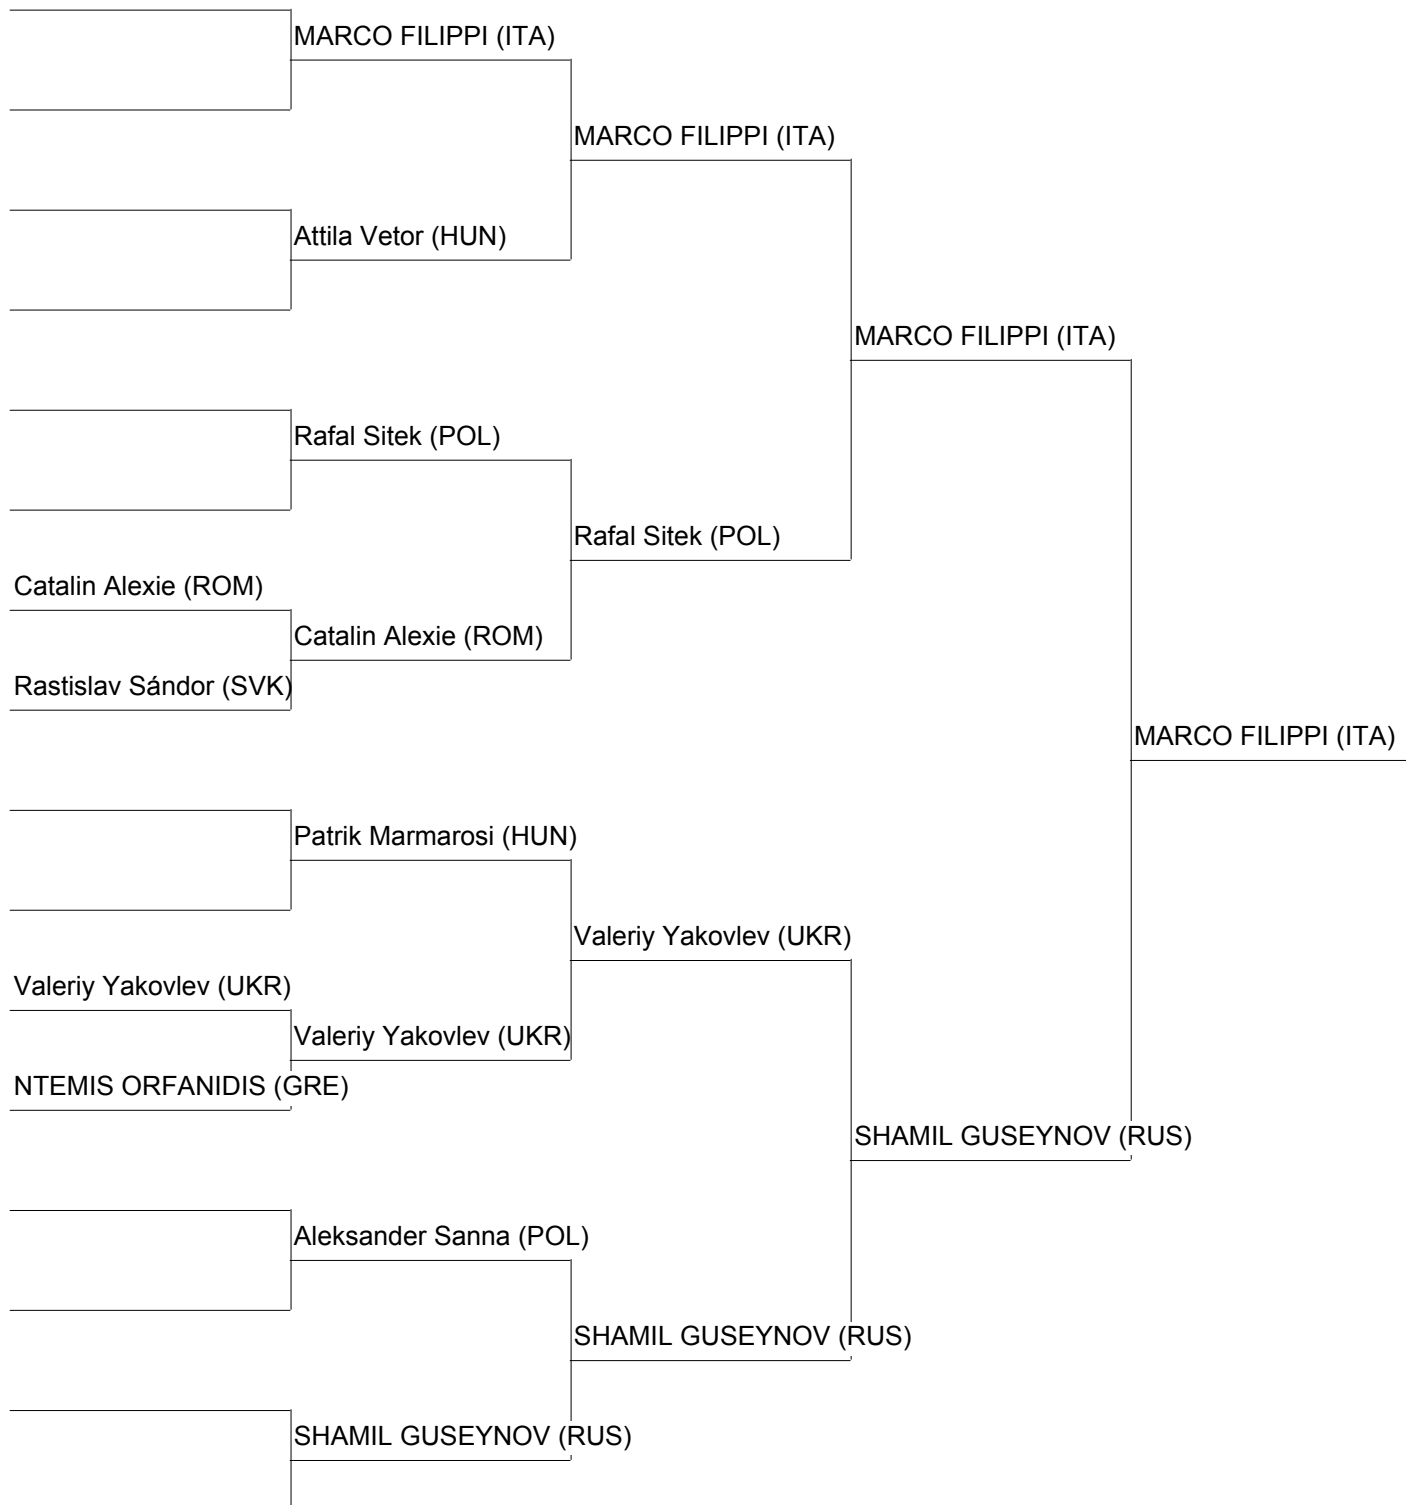 MARCO FILIPPI (ITA)
MARCO FILIPPI (ITA)
Attila Vetor (HUN)
MARCO FILIPPI (ITA)
Rafal Sitek (POL)
Rafal Sitek (POL)
Catalin Alexie (ROM)
Catalin Alexie (ROM)
Rastislav Sándor (SVK)
MARCO FILIPPI (ITA)
Patrik Marmarosi (HUN)
Valeriy Yakovlev (UKR)
Valeriy Yakovlev (UKR)
Valeriy Yakovlev (UKR)
NTEMIS ORFANIDIS (GRE)
SHAMIL GUSEYNOV (RUS)
Aleksander Sanna (POL)
SHAMIL GUSEYNOV (RUS)
SHAMIL GUSEYNOV (RUS)